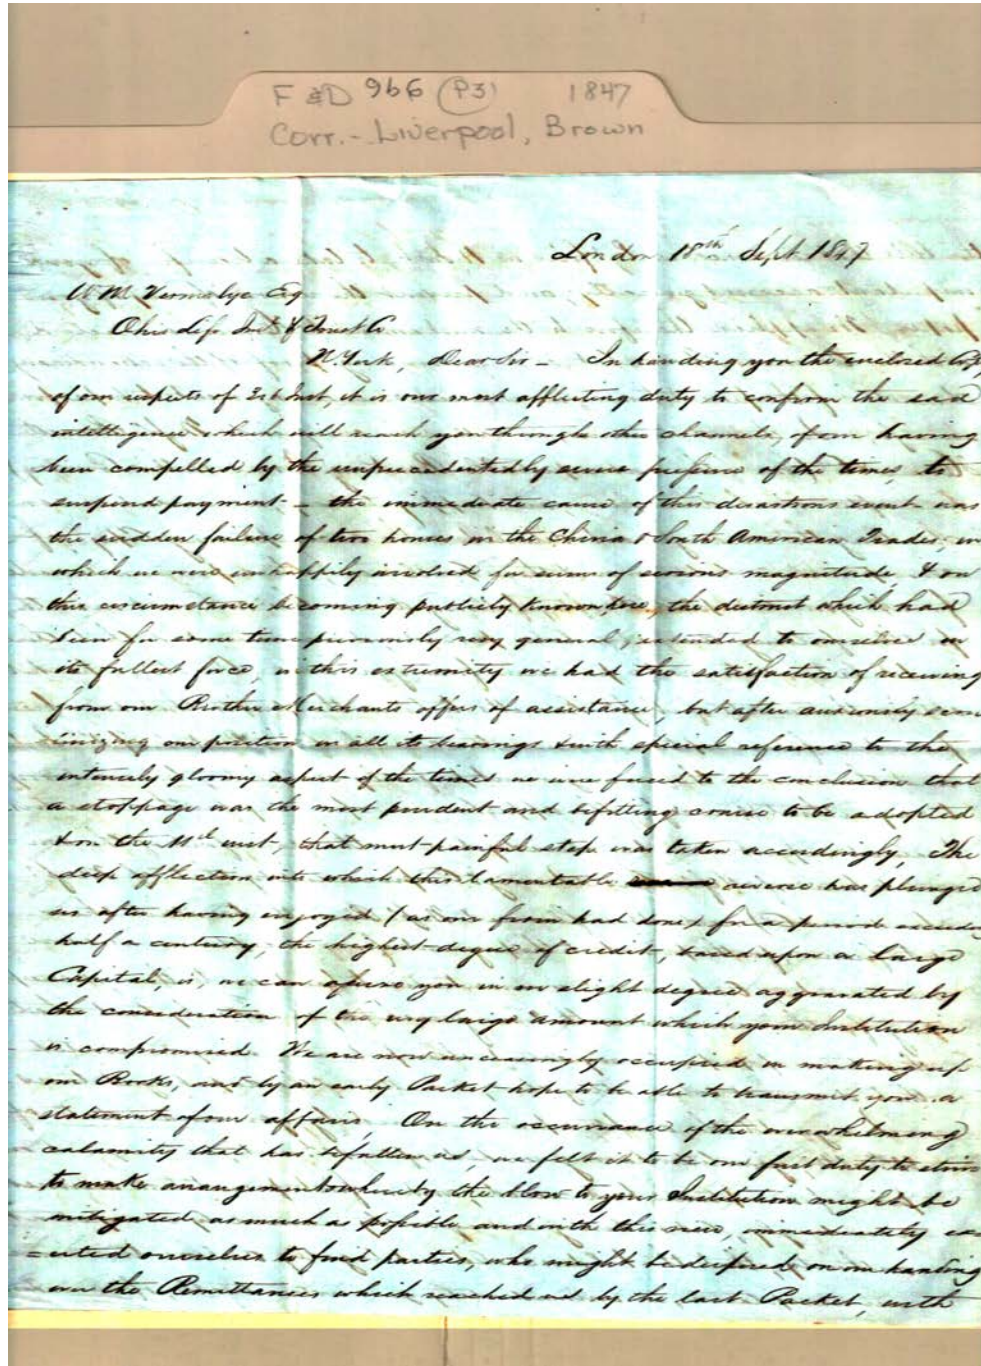 F & D 966 (P3) 1847
Corr. - Liverpool, Brown
London 18th Sept 1847
W M Vermilye Esq
Ohio Life Inse & Trust Co
N. York, Dear Sir - In handing you the enclosed Copy
of our respects of 3rd Inst, it is our most afflicting duty to confirm the sad
intelligence which will reach you through other channels, of our having
been compelled by the unprecedentedly severe pressure of the times, to
suspend payment - the immediate cause of this disastrous event was
the sudden failure of two houses in the China & South American Trades, in
which we were unhappily involved for sums of serious magnitude, & on
this circumstance becoming publicly known here, the distrust which had
been for some time previously very general, extended to ourselves in
its fullest force, in this extremity we had the satisfaction of receiving
from our Brother Merchants offers of assistance, but after anxiously scru
tinizing our position in all its bearings & with special reference to the
intensely gloomy aspect of the times we were forced to the conclusion that
a stoppage was the most prudent and befitting course to be adopted
& on the inst, that most painful step was taken accordingly, The
deep affliction into which this lamentable reverse has plunged
us after having enjoyed (as our firm had done) for a period exceeding
half a century, the highest degree of credit, based upon a large
Capital, is, we can assure you in no slight degree aggravated by
the consideration of the very large amount which your Institution
is compromised. We are now unceasingly occupied in making up
our Books, and by an early Packet hope to be able to transmit you a
statement of our affairs, On the occurrence of the overwhelming
calamity that has befallen us, we felt it to be our first duty to strive
to make arrangements whereby the blow to your Institution might be
mitigated as much as possible and with this view, immediately ex
=erted ourselves to find parties, who might be disposed on our handing
over the Remittances which reached us by the last Packet, with